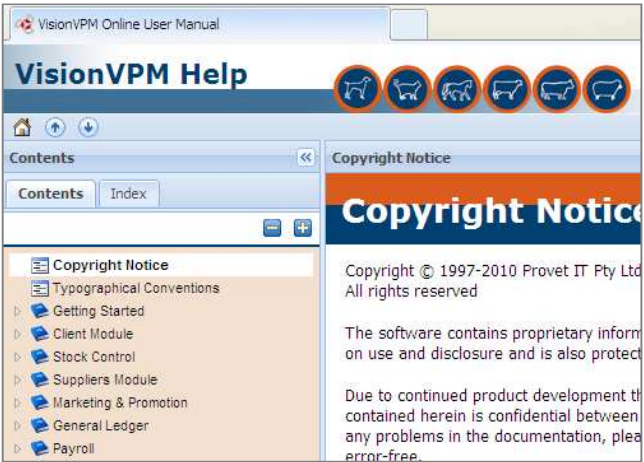 VisionVPM Online User Manual
VisionVPM Help
Contents
Copyright Notice
Contents
Index
Copyright Notice
Typographical Conventions
Getting Started
Client Module
Stock Control
Suppliers Module
Marketing & Promotion
General Ledger
Payroll
Copyright Notice
Copyright © 1997-2010 Provet IT Pty Ltd
All rights reserved
The software contains proprietary inform
on use and disclosure and is also protect
Due to continued product development th
contained herein is confidential between
any problems in the documentation, plea
error-free.